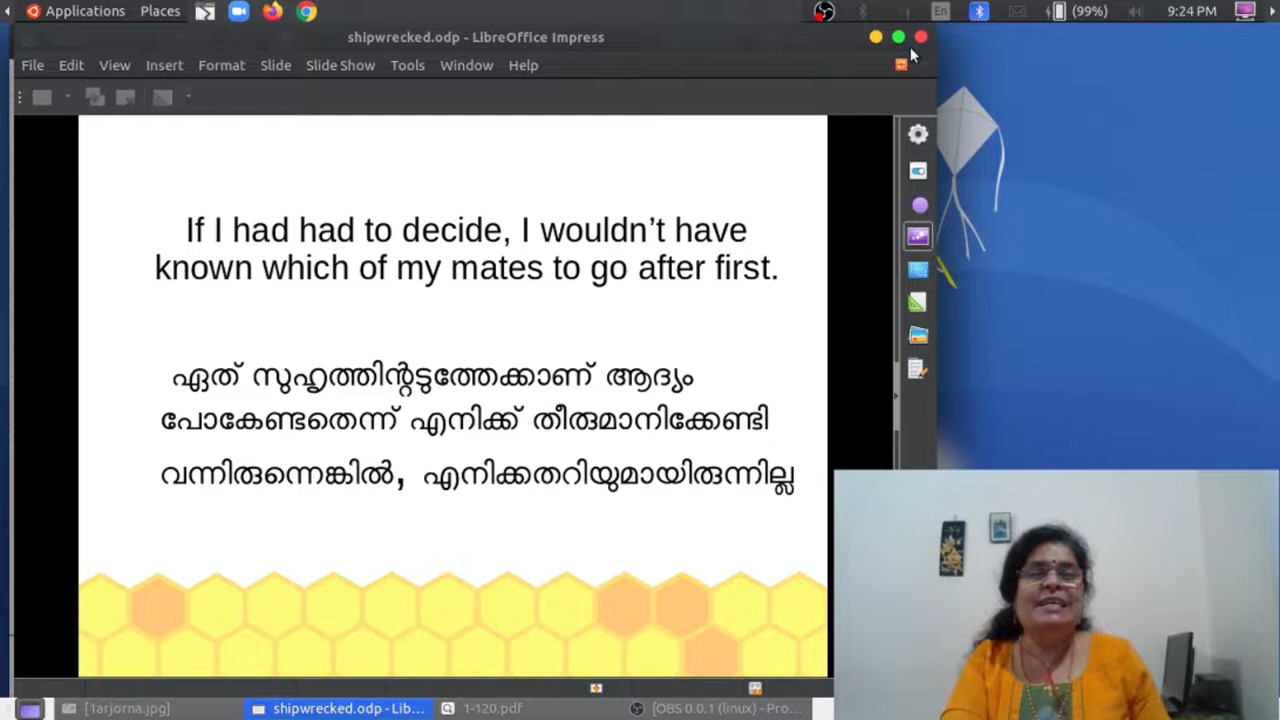 Applications Places En (99%) 9:24 PM
shipwrecked.odp - LibreOffice Impress
File Edit View Insert Format Slide Slide Show Tools Window Help
If I had had to decide, I wouldn’t have
known which of my mates to go after first.
ഏത് സുഹൃത്തിന്റടുത്തേക്കാണ് ആദ്യം
പോകേണ്ടതെന്ന് എനിക്ക് തീരുമാനിക്കേണ്ടി
വന്നിരുന്നെങ്കിൽ, എനിക്കതറിയുമായിരുന്നില്ല
[1arjorna.jpg] shipwrecked.odp - Lib... 1-120.pdf [OBS 0.0.1 (linux) - Pro...